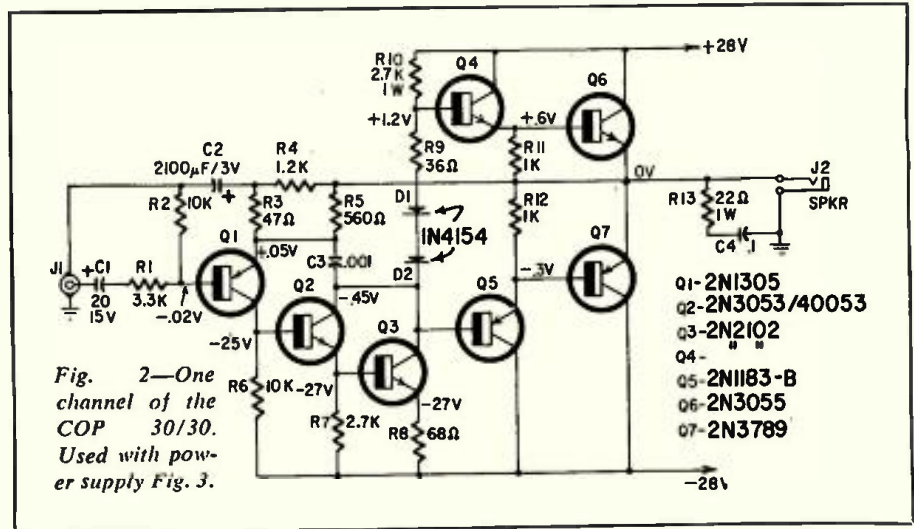 +28V
R10
2.7K
1W
Q4
Q6
+1.2V
+.6V
C2
2100µF/3V
+
R4
1.2K
R9
36Ω
R11
1K
0V
J2
SPKR
R2
10K
R3
47Ω
R5
560Ω
D1
1N4154
D2
R12
1K
R13
22Ω
1W
C4
.1
Q1
+.05V
C3
.001
Q7
J1
+
C1
20
15V
R1
3.3K
-.02V
Q2
-.45V
Q5
-.3V
Q3
-25V
R6
10K
-27V
R7
2.7K
-27V
R8
68Ω
-28V
Q1-2N1305
Q2-2N3053/40053
Q3-2N2102
Q4- " "
Q5-2N1183-B
Q6-2N3055
Q7-2N3789
Fig. 2—One
channel of the
COP 30/30.
Used with pow-
er supply Fig. 3.